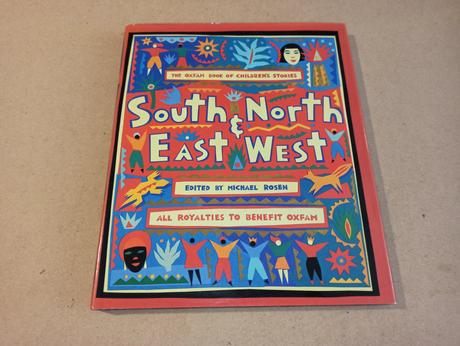 THE OXFAM BOOK OF CHILDREN'S STORIES
SOUTH & NORTH
EAST WEST
EDITED BY MICHAEL ROSEN
ALL ROYALTIES TO BENEFIT OXFAM